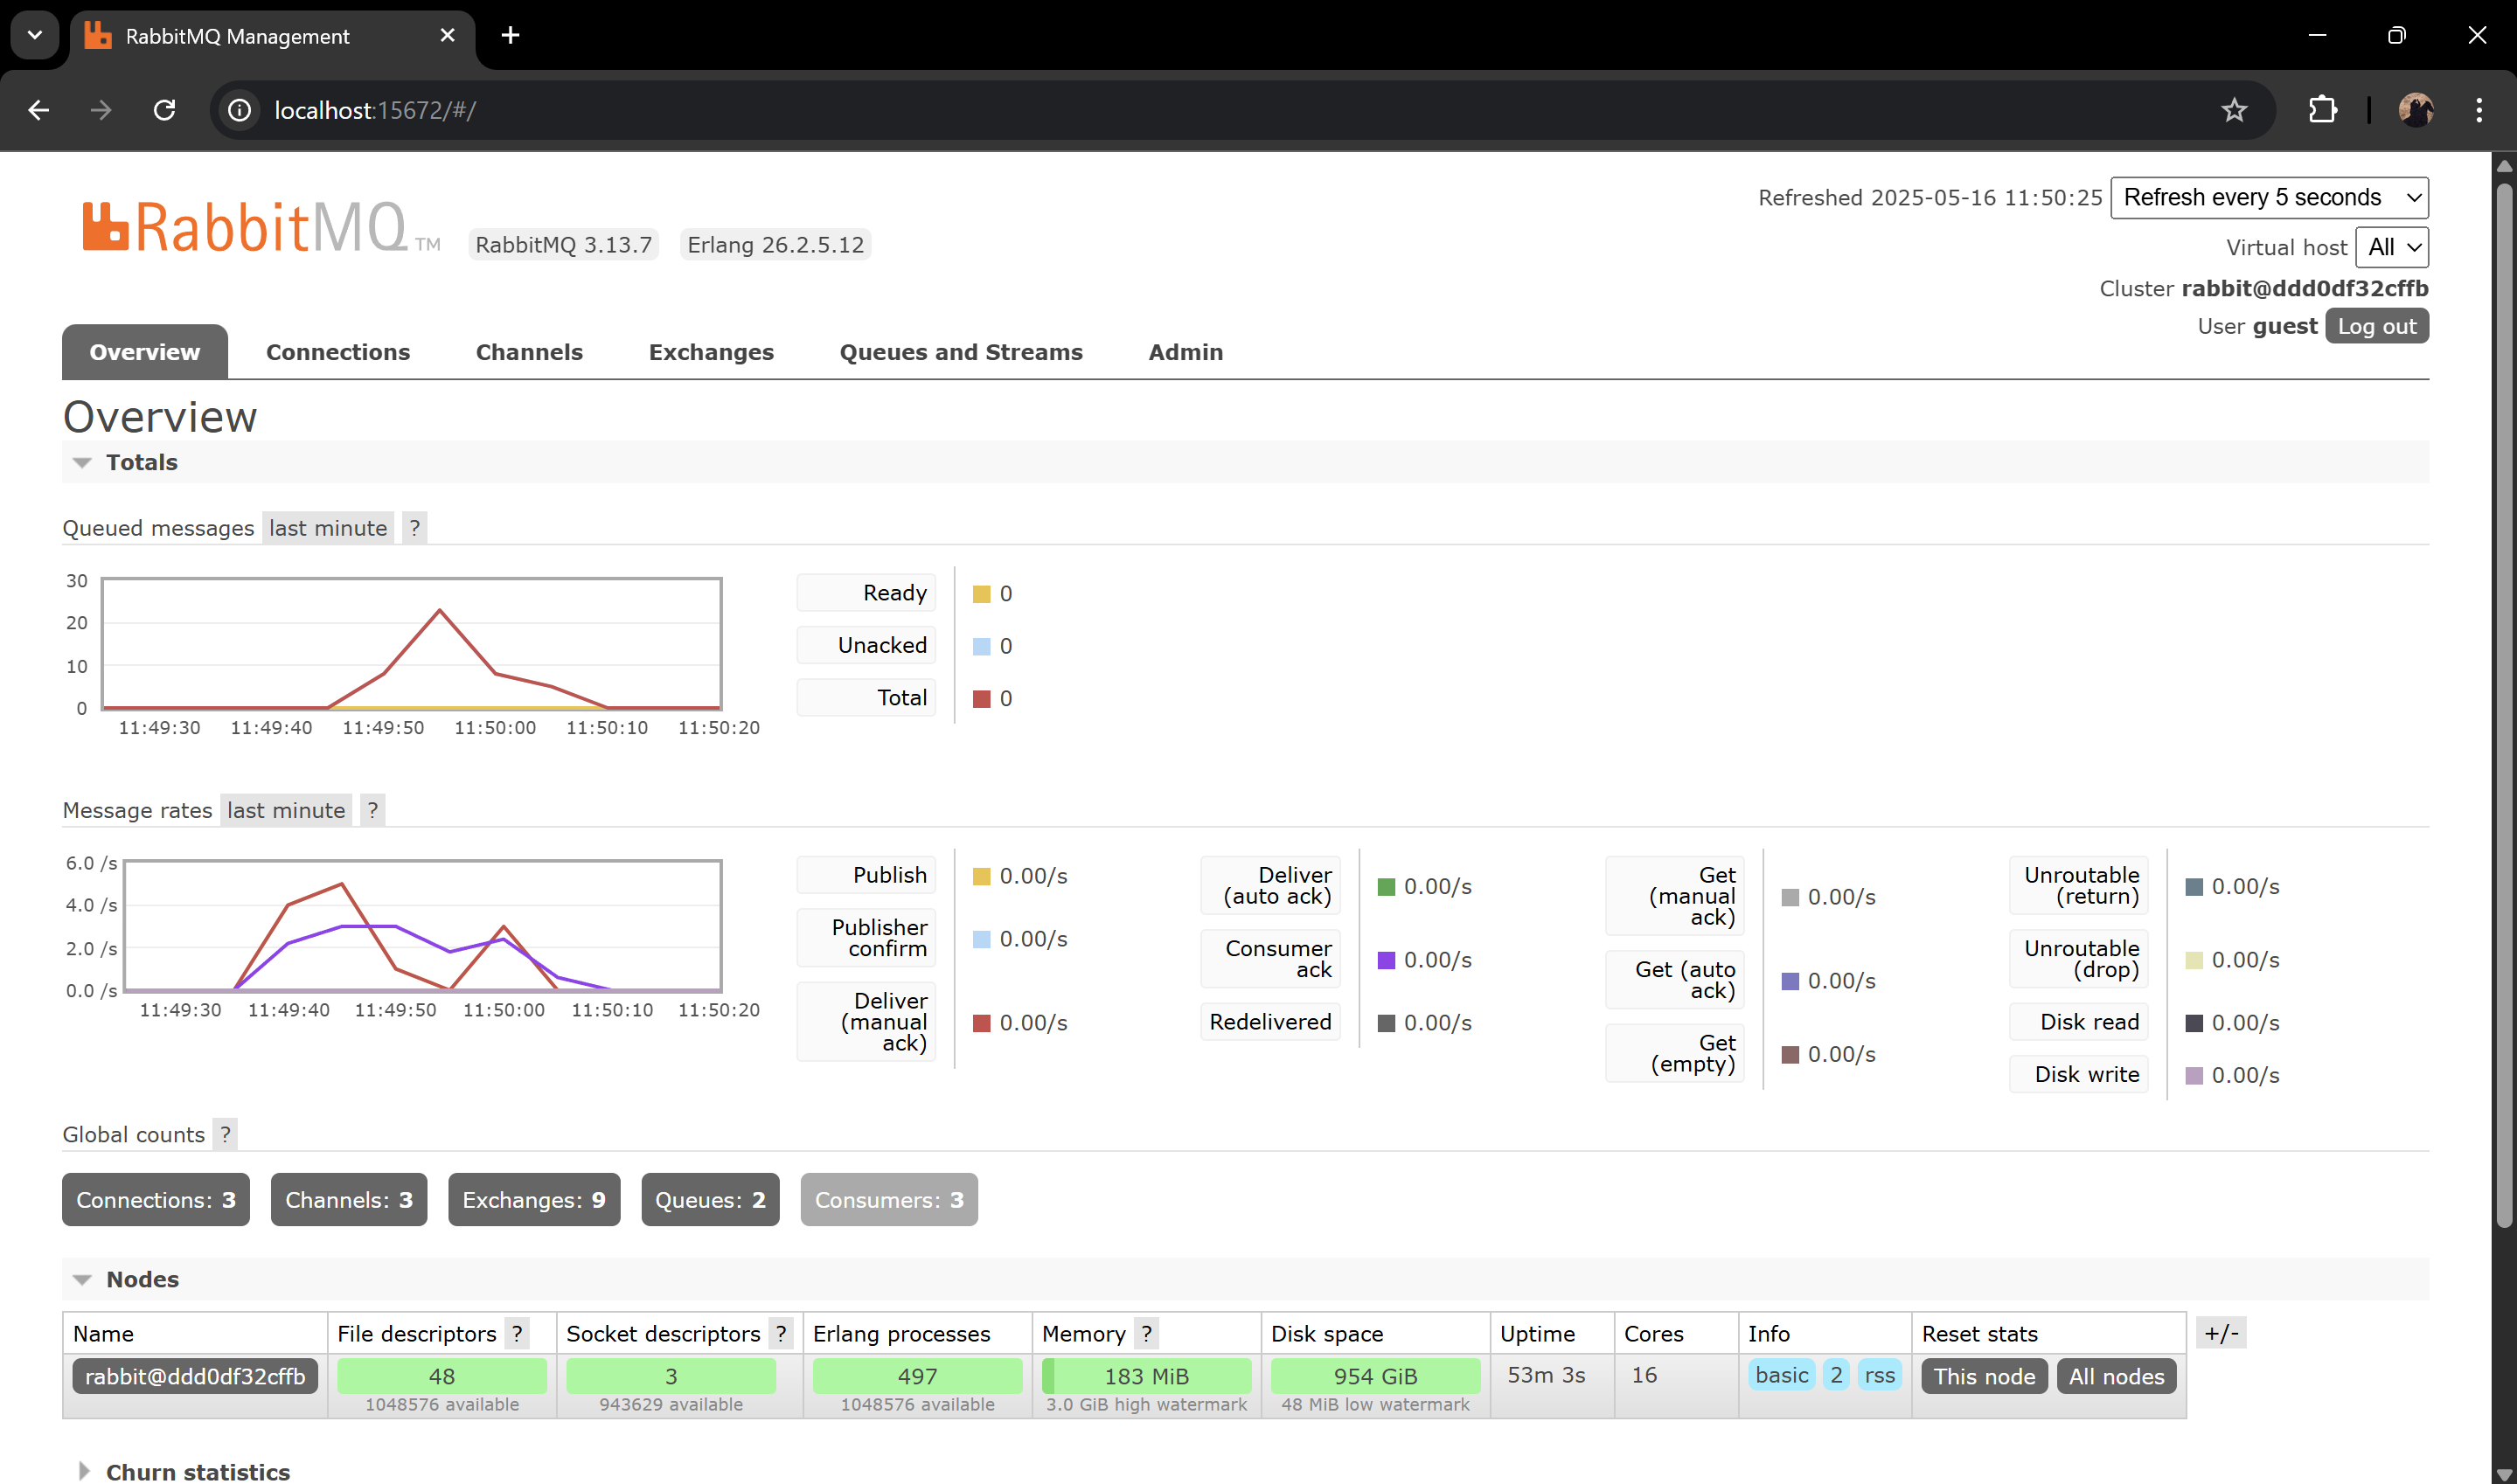 RabbitMQ Management
localhost:15672/#/
Refreshed 2025-05-16 11:50:25 Refresh every 5 seconds
RabbitMQ TM RabbitMQ 3.13.7 Erlang 26.2.5.12
Virtual host All
Cluster rabbit@ddd0df32cffb
User guest Log out
Overview Connections Channels Exchanges Queues and Streams Admin
Overview
Totals
Queued messages last minute ?
30
20
10
0
11:49:30 11:49:40 11:49:50 11:50:00 11:50:10 11:50:20
Ready 0
Unacked 0
Total 0
Message rates last minute ?
6.0 /s
4.0 /s
2.0 /s
0.0 /s
11:49:30 11:49:40 11:49:50 11:50:00 11:50:10 11:50:20
Publish 0.00/s
Publisher
confirm 0.00/s
Deliver
(manual 0.00/s
ack)
Deliver
(auto ack) 0.00/s
Consumer
ack 0.00/s
Redelivered 0.00/s
Get
(manual 0.00/s
ack)
Get (auto
ack) 0.00/s
Get
(empty) 0.00/s
Unroutable
(return) 0.00/s
Unroutable
(drop) 0.00/s
Disk read 0.00/s
Disk write 0.00/s
Global counts ?
Connections: 3 Channels: 3 Exchanges: 9 Queues: 2 Consumers: 3
Nodes
Name File descriptors ? Socket descriptors ? Erlang processes Memory ? Disk space Uptime Cores Info Reset stats +/-
rabbit@ddd0df32cffb 48 3 497 183 MiB 954 GiB 53m 3s 16 basic 2 rss This node All nodes
1048576 available 943629 available 1048576 available 3.0 GiB high watermark 48 MiB low watermark
Churn statistics